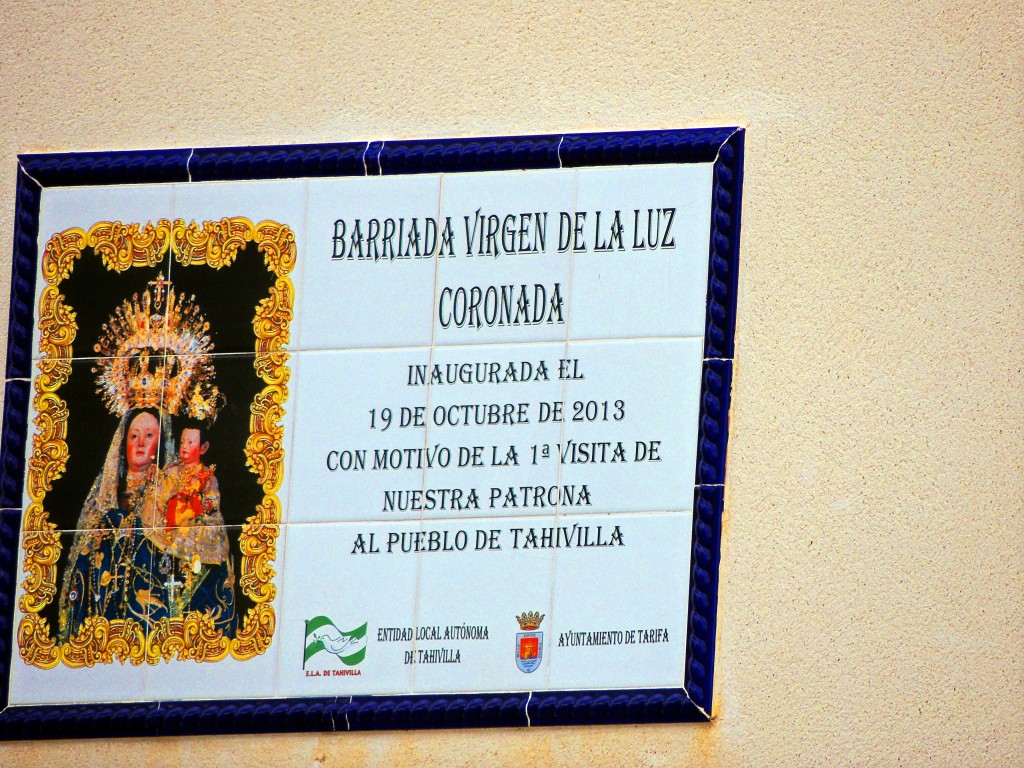 BARRIADA VIRGEN DE LA LUZ
CORONADA
INAUGURADA EL
19 DE OCTUBRE DE 2013
CON MOTIVO DE LA 1ª VISITA DE
NUESTRA PATRONA
AL PUEBLO DE TAHIVILLA
E.L.A. DE TAHIVILLA
ENTIDAD LOCAL AUTÓNOMA
DE TAHIVILLA
AYUNTAMIENTO DE TARIFA